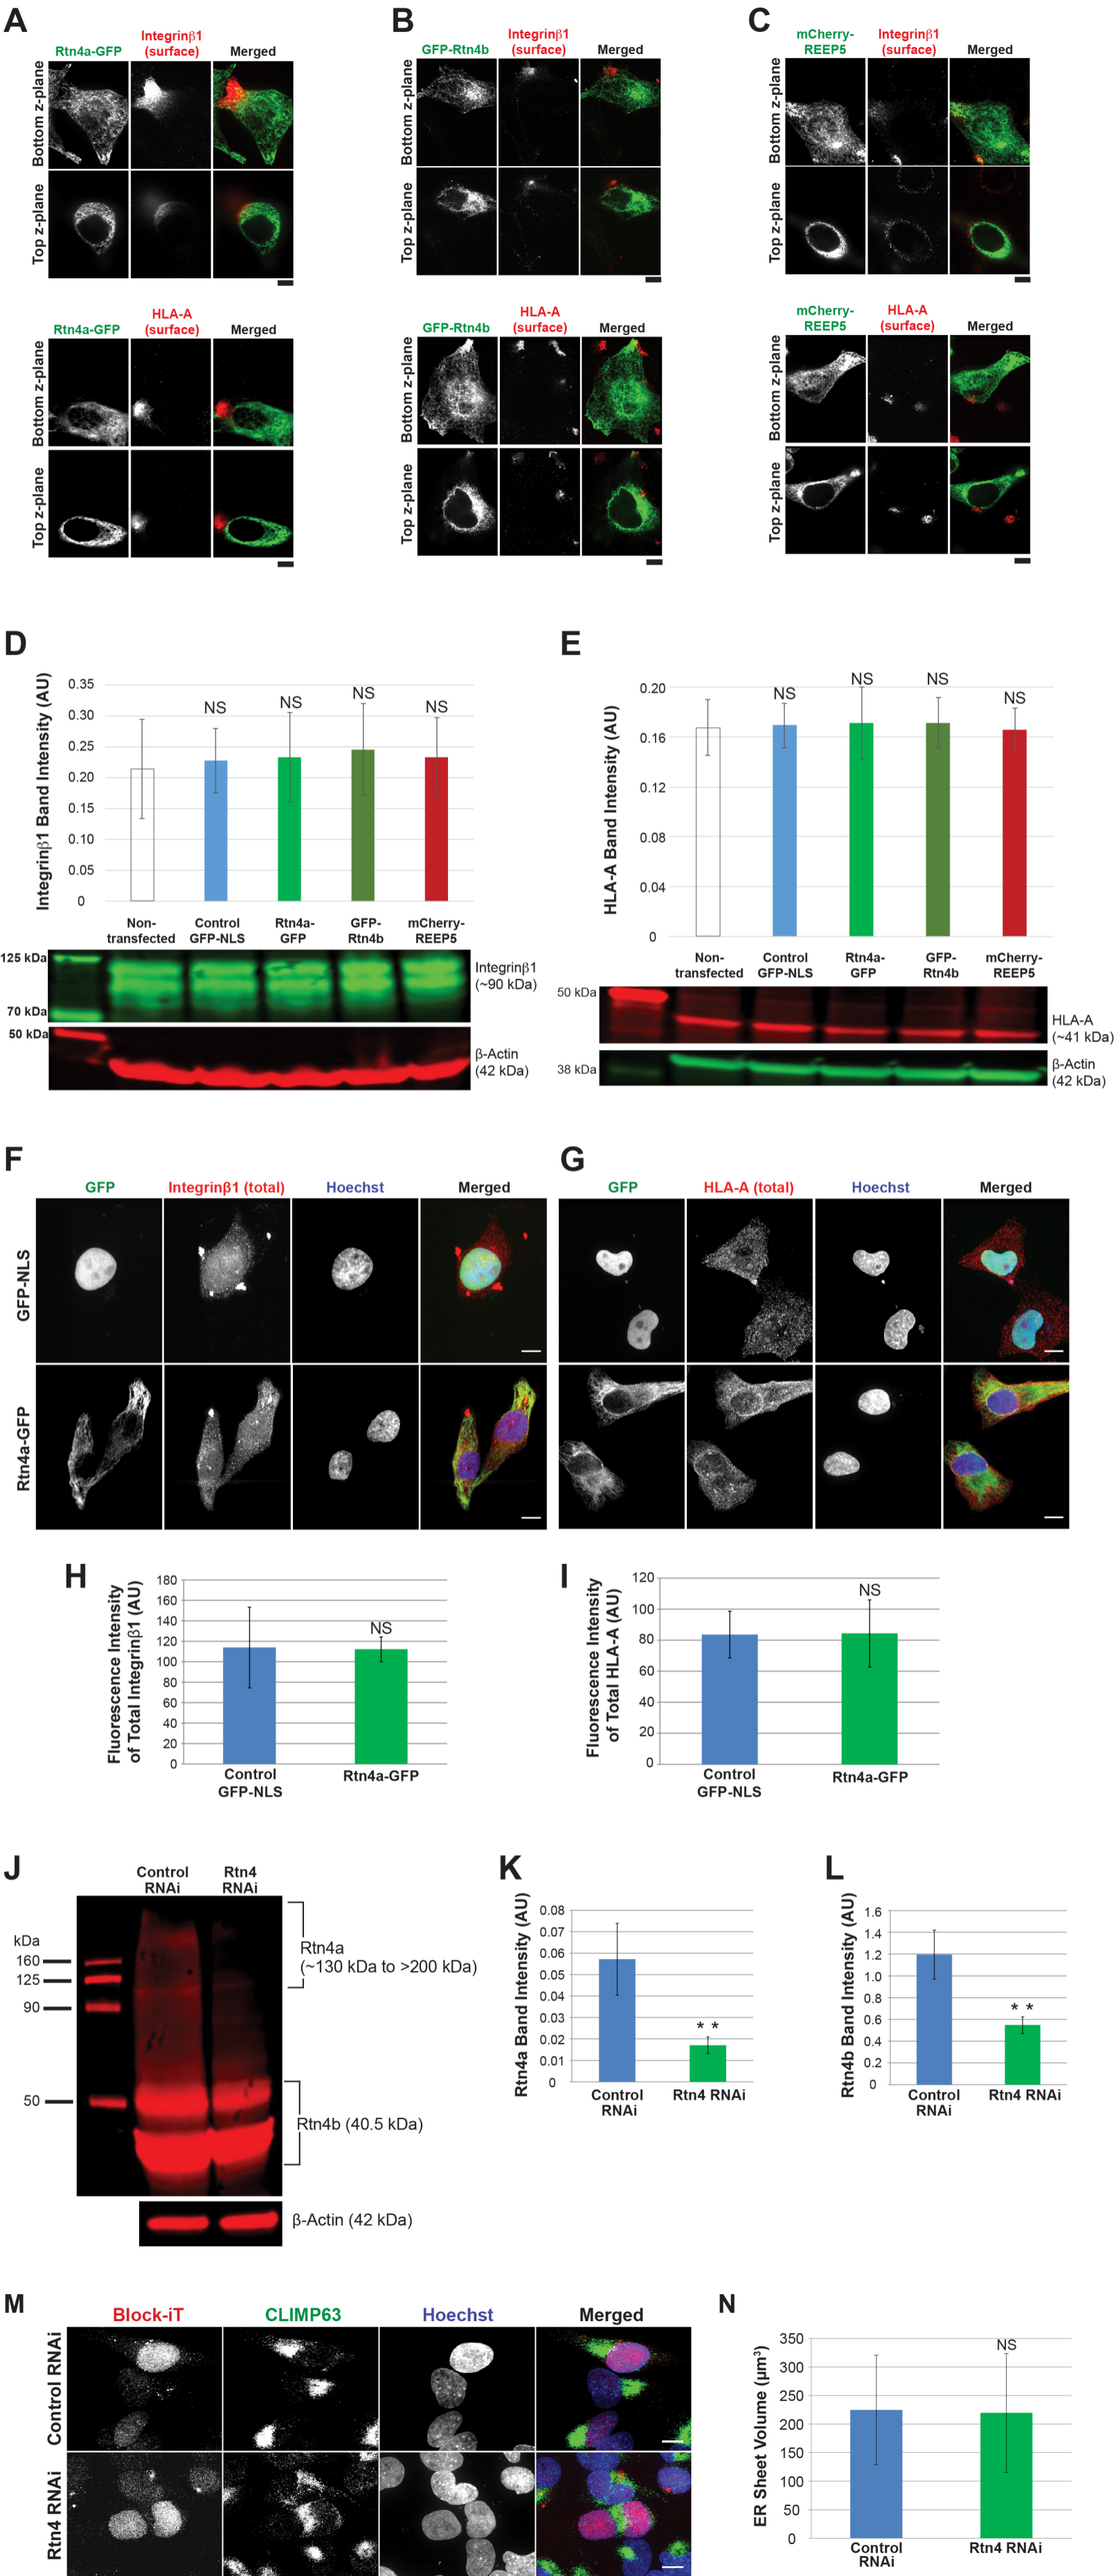 A
Rtn4a-GFP
Integrinβ1
(surface)
Merged
Bottom z-plane
Top z-plane
Rtn4a-GFP
HLA-A
(surface)
Merged
Bottom z-plane
Top z-plane
B
GFP-Rtn4b
Integrinβ1
(surface)
Merged
Bottom z-plane
Top z-plane
GFP-Rtn4b
HLA-A
(surface)
Merged
Bottom z-plane
Top z-plane
C
mCherry-
REEP5
Integrinβ1
(surface)
Merged
Bottom z-plane
Top z-plane
mCherry-
REEP5
HLA-A
(surface)
Merged
Bottom z-plane
Top z-plane
D
Integrinβ1 Band Intensity (AU)
0.35
0.30
0.25
0.20
0.15
0.10
0.05
0
NS
NS
NS
NS
Non-
transfected
Control
GFP-NLS
Rtn4a-
GFP
GFP-
Rtn4b
mCherry-
REEP5
125 kDa
70 kDa
50 kDa
Integrinβ1
(~90 kDa)
β-Actin
(42 kDa)
E
HLA-A Band Intensity (AU)
0.20
0.16
0.12
0.08
0.04
0
NS
NS
NS
NS
Non-
transfected
Control
GFP-NLS
Rtn4a-
GFP
GFP-
Rtn4b
mCherry-
REEP5
50 kDa
38 kDa
HLA-A
(~41 kDa)
β-Actin
(42 kDa)
F
GFP
Integrinβ1 (total)
Hoechst
Merged
GFP-NLS
Rtn4a-GFP
G
GFP
HLA-A (total)
Hoechst
Merged
H
Fluorescence Intensity
of Total Integrinβ1 (AU)
180
160
140
120
100
80
60
40
20
0
NS
Control
GFP-NLS
Rtn4a-GFP
I
Fluorescence Intensity
of Total HLA-A (AU)
120
100
80
60
40
20
0
NS
Control
GFP-NLS
Rtn4a-GFP
J
Control
RNAi
Rtn4
RNAi
kDa
160
125
90
50
Rtn4a
(~130 kDa to >200 kDa)
Rtn4b (40.5 kDa)
β-Actin (42 kDa)
K
Rtn4a Band Intensity (AU)
0.08
0.07
0.06
0.05
0.04
0.03
0.02
0.01
0
* *
Control
RNAi
Rtn4 RNAi
L
Rtn4b Band Intensity (AU)
1.6
1.4
1.2
1.0
0.8
0.6
0.4
0.2
0
* *
Control
RNAi
Rtn4 RNAi
M
Block-iT
CLIMP63
Hoechst
Merged
Control RNAi
Rtn4 RNAi
N
ER Sheet Volume (µm³)
350
300
250
200
150
100
50
0
NS
Control
RNAi
Rtn4 RNAi